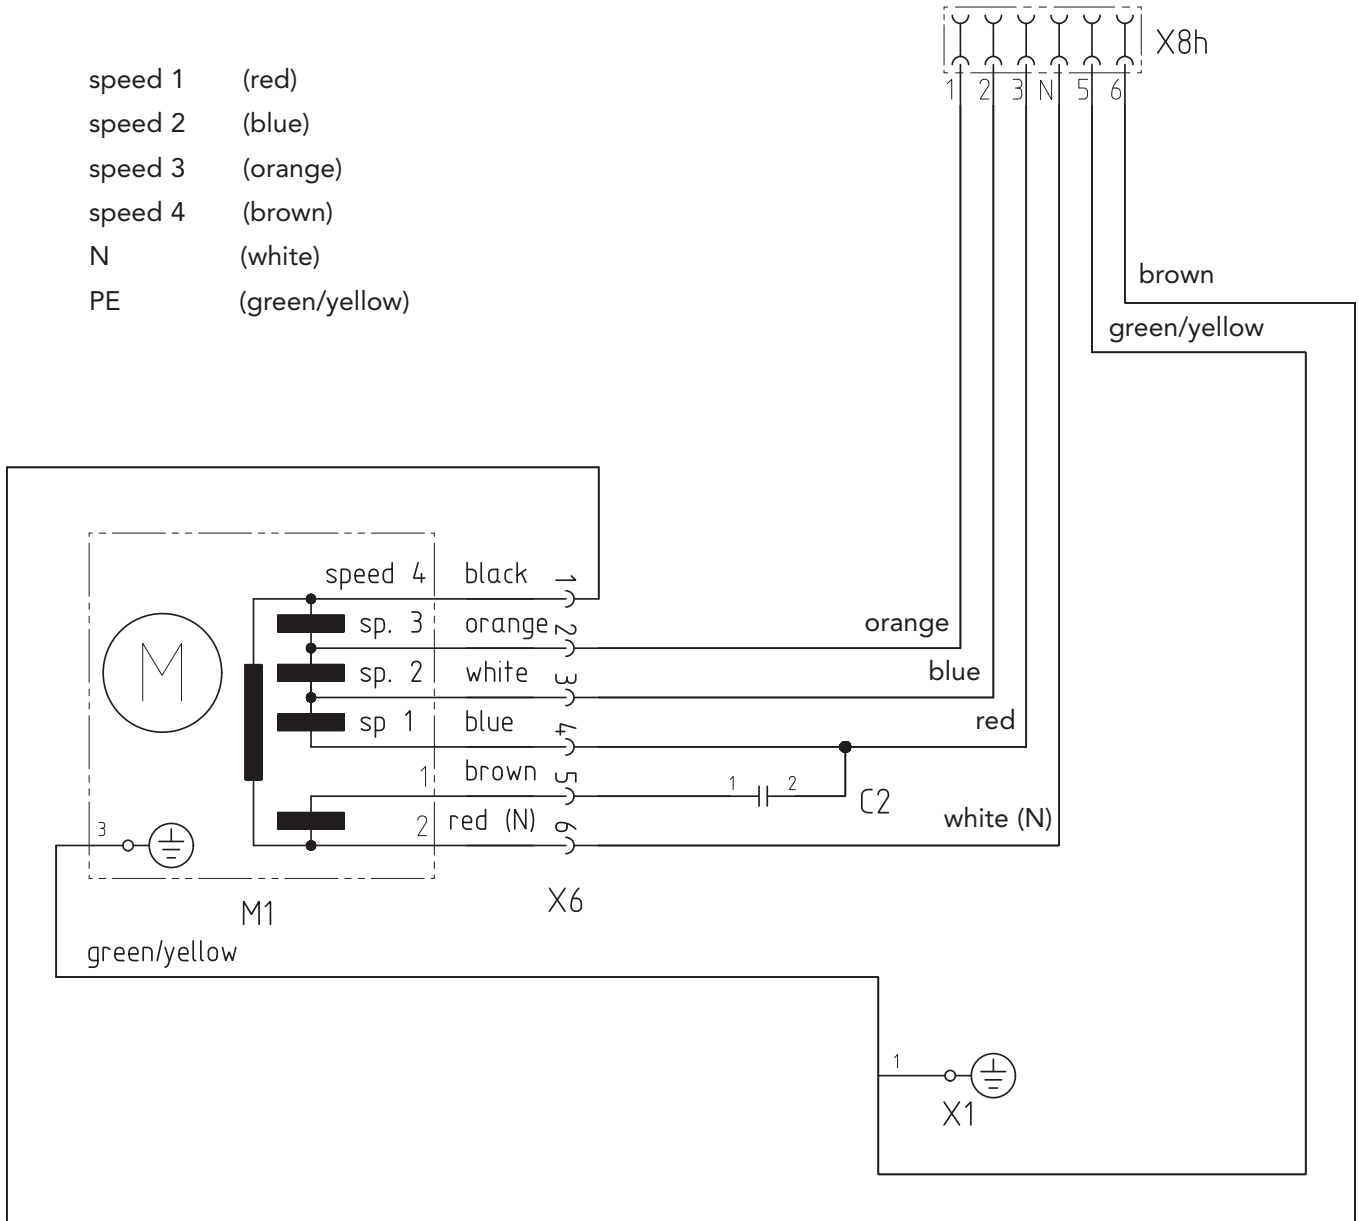 X8h
1 2 3 N 5 6
speed 1 (red)
speed 2 (blue)
speed 3 (orange)
speed 4 (brown)
N (white)
PE (green/yellow)
brown
green/yellow
speed 4 black 1
sp. 3 orange 2
orange
sp. 2 white 3
blue
sp 1 blue 4
red
1 brown 5
1 2
C2
2 red (N) 6
white (N)
M
3
M1
X6
green/yellow
1
X1